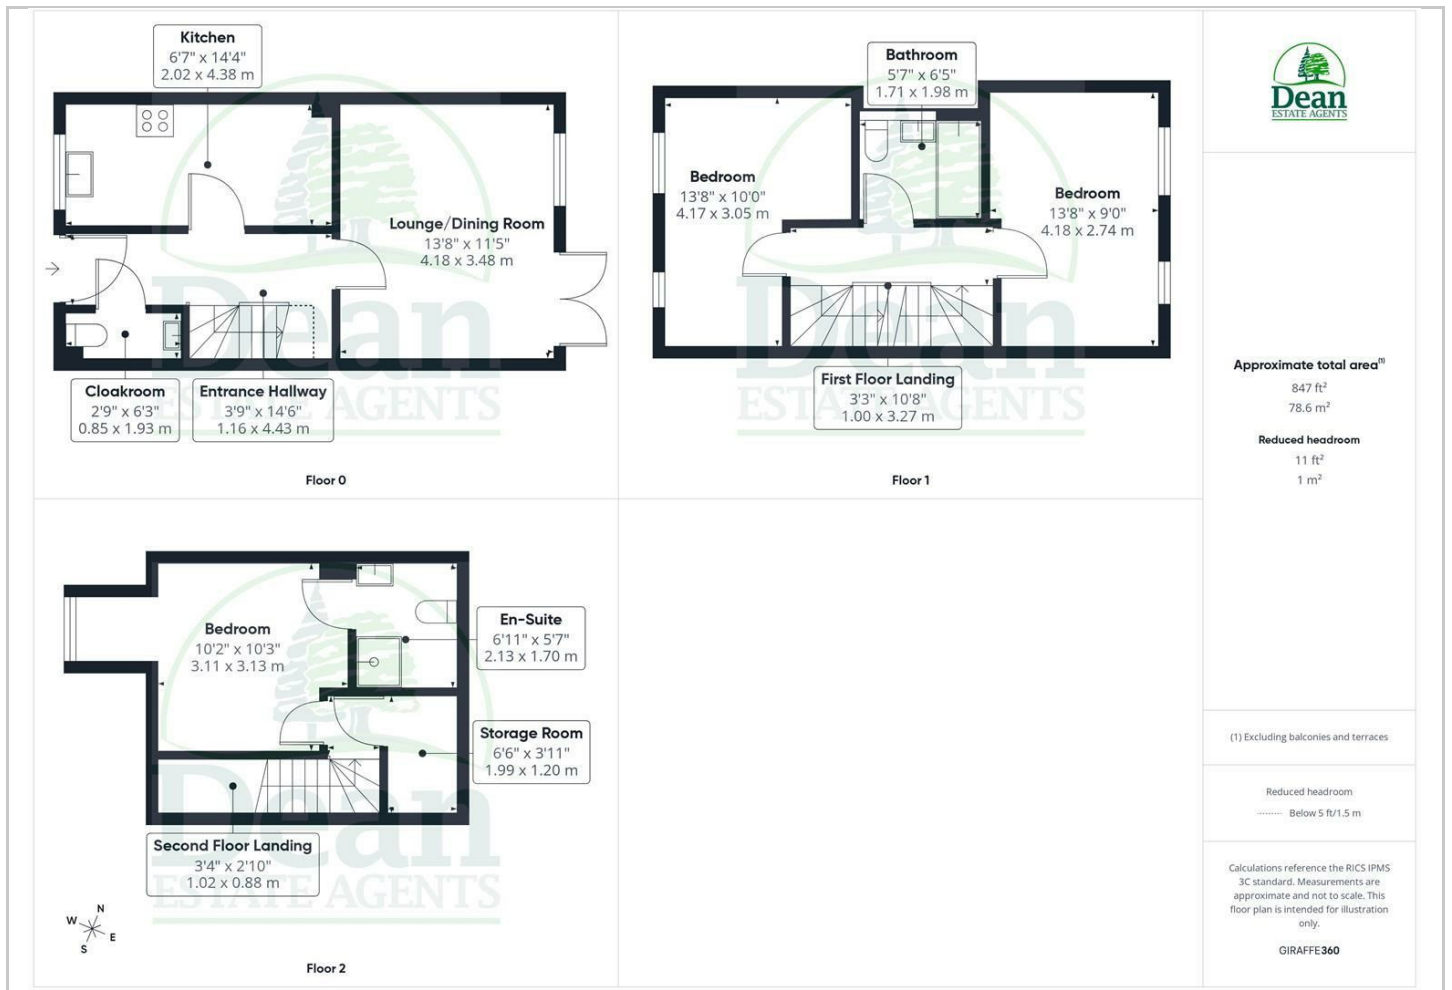 Kitchen
6'7" x 14'4"
2.02 x 4.38 m
Lounge/Dining Room
13'8" x 11'5"
4.18 x 3.48 m
Cloakroom
2'9" x 6'3"
0.85 x 1.93 m
Entrance Hallway
3'9" x 14'6"
1.16 x 4.43 m
Dean
ESTATE AGENTS
Floor 0
Bathroom
5'7" x 6'5"
1.71 x 1.98 m
Bedroom
13'8" x 10'0"
4.17 x 3.05 m
Bedroom
13'8" x 9'0"
4.18 x 2.74 m
First Floor Landing
3'3" x 10'8"
1.00 x 3.27 m
Dean
ESTATE AGENTS
Floor 1
Bedroom
10'2" x 10'3"
3.11 x 3.13 m
En-Suite
6'11" x 5'7"
2.13 x 1.70 m
Storage Room
6'6" x 3'11"
1.99 x 1.20 m
Second Floor Landing
3'4" x 2'10"
1.02 x 0.88 m
Dean
ESTATE AGENTS
N
W
E
S
Floor 2
Dean
ESTATE AGENTS
Approximate total area(1)
847 ft²
78.6 m²
Reduced headroom
11 ft²
1 m²
(1) Excluding balconies and terraces
Reduced headroom
Below 5 ft/1.5 m
Calculations reference the RICS IPMS
3C standard. Measurements are
approximate and not to scale. This
floor plan is intended for illustration
only.
GIRAFFE360